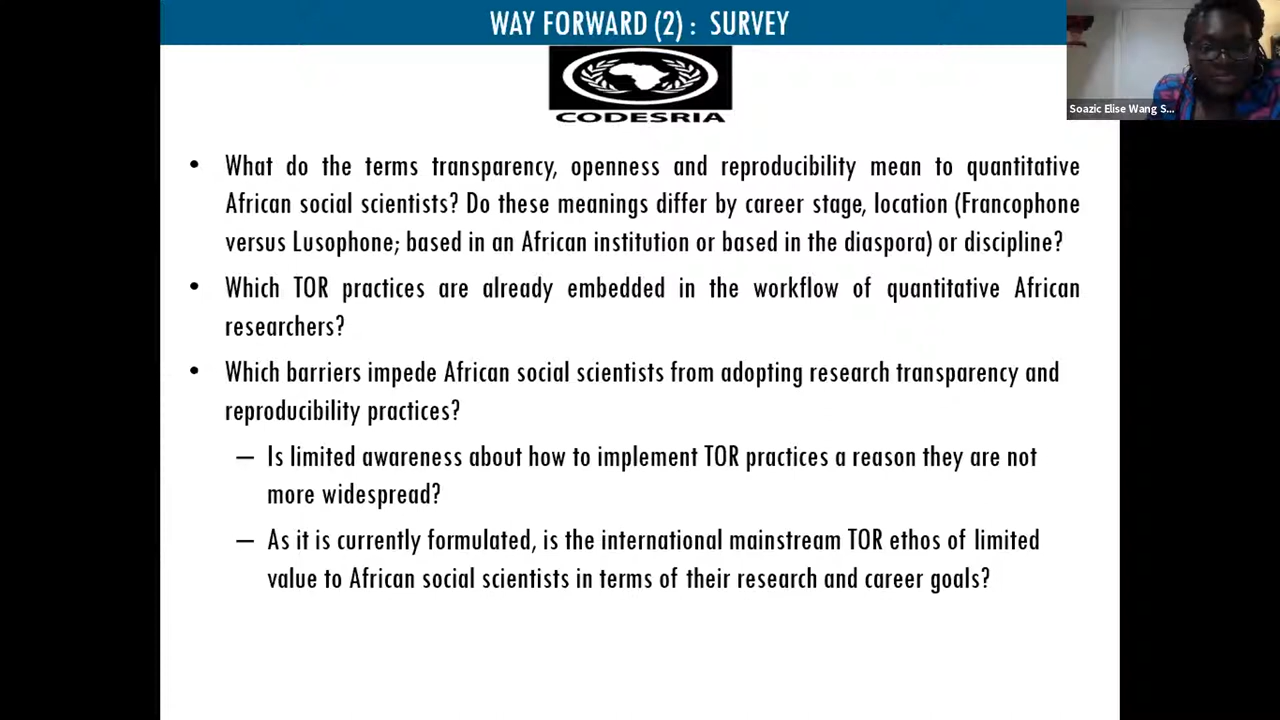 WAY FORWARD (2) : SURVEY
Soazic Elise Wang S...
CODESRIA
• What do the terms transparency, openness and reproducibility mean to quantitative
African social scientists? Do these meanings differ by career stage, location (Francophone
versus Lusophone; based in an African institution or based in the diaspora) or discipline?
• Which TOR practices are already embedded in the workflow of quantitative African
researchers?
• Which barriers impede African social scientists from adopting research transparency and
reproducibility practices?
– Is limited awareness about how to implement TOR practices a reason they are not
more widespread?
– As it is currently formulated, is the international mainstream TOR ethos of limited
value to African social scientists in terms of their research and career goals?